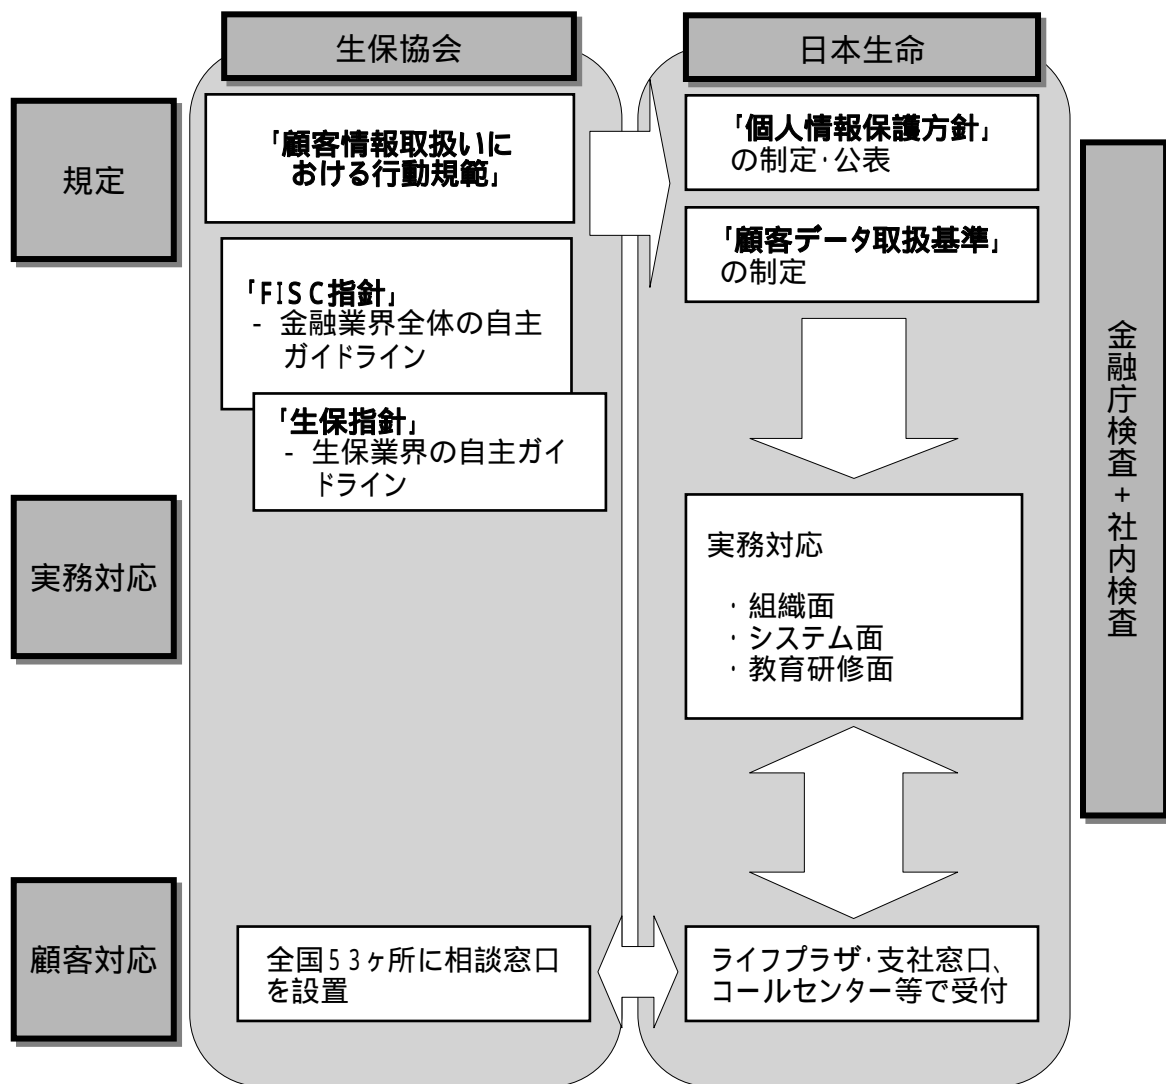 生保協会
日本生命
規定
「顧客情報取扱いに
おける行動規範」
「個人情報保護方針」
の制定・公表
「顧客データ取扱基準」
の制定
「FISC指針」
- 金融業界全体の自主
ガイドライン
「生保指針」
- 生保業界の自主ガイ
ドライン
実務対応
実務対応
・組織面
・システム面
・教育研修面
顧客対応
全国53ヶ所に相談窓口
を設置
ライフプラザ・支社窓口、
コールセンター等で受付
金融庁検査+社内検査